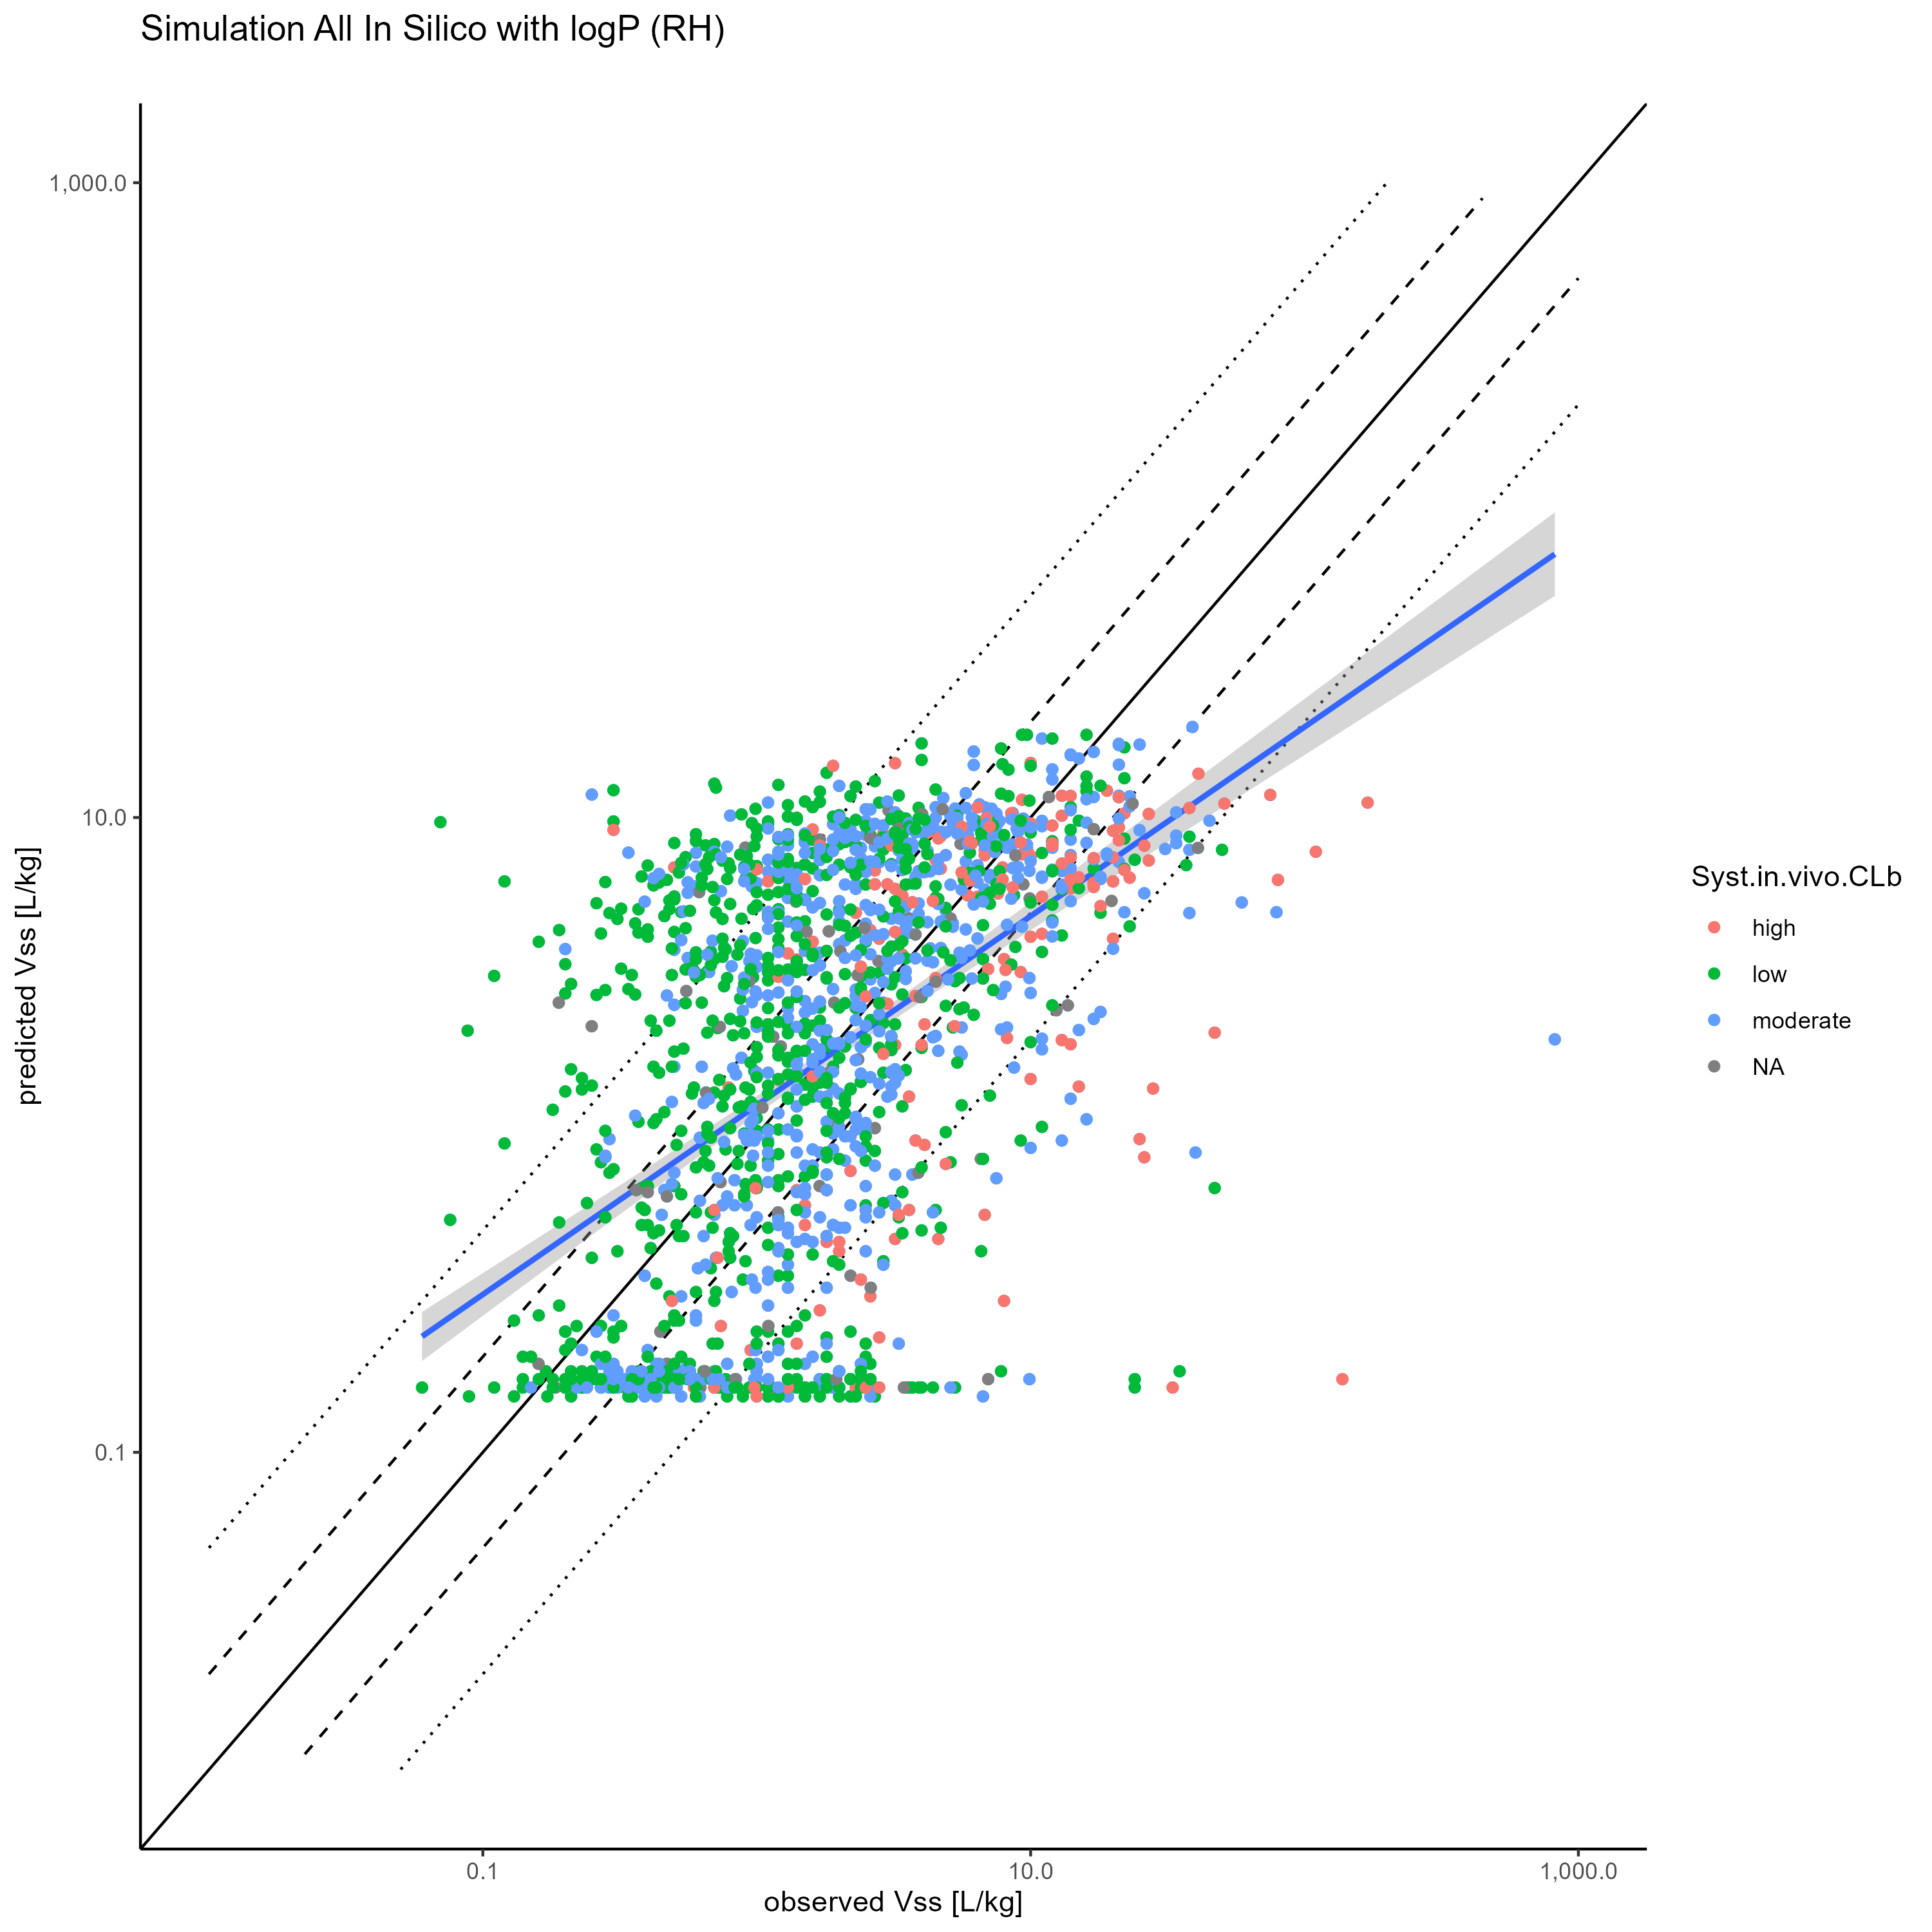 Simulation All In Silico with logP (RH)
1,000.0
10.0
0.1
predicted Vss [L/kg]
0.1
10.0
1,000.0
observed Vss [L/kg]
Syst.in.vivo.CLb
high
low
moderate
NA